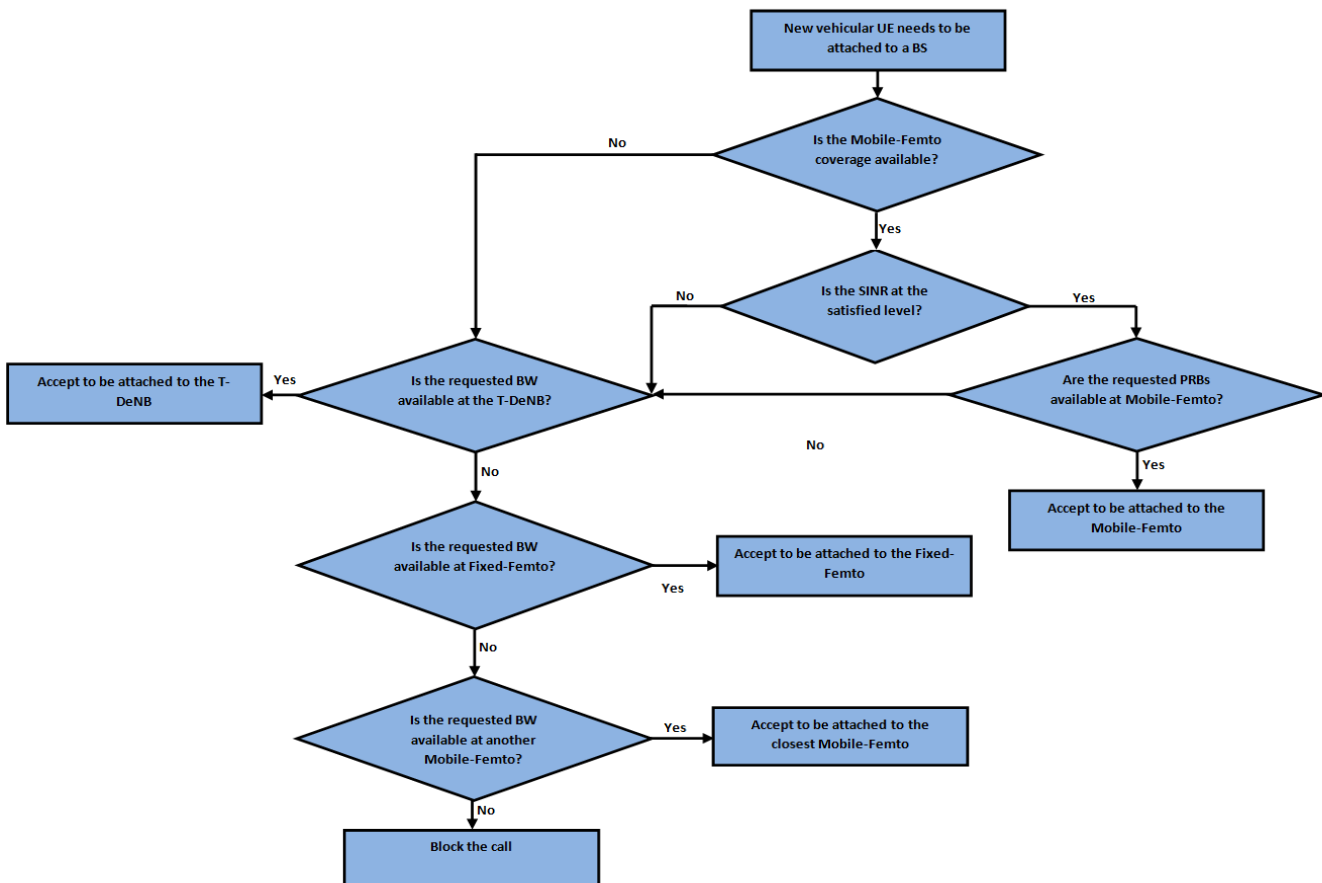 New vehicular UE needs to be
attached to a BS
Is the Mobile-Femto
coverage available?
No
Yes
Is the SINR at the
satisfied level?
No
Yes
Accept to be attached to the T-
DeNB
Yes
Is the requested BW
available at the T-DeNB?
Are the requested PRBs
available at Mobile-Femto?
No
No
Yes
Accept to be attached to the
Mobile-Femto
Is the requested BW
available at Fixed-Femto?
Yes
Accept to be attached to the Fixed-
Femto
No
Is the requested BW
available at another
Mobile-Femto?
Yes
Accept to be attached to the
closest Mobile-Femto
No
Block the call